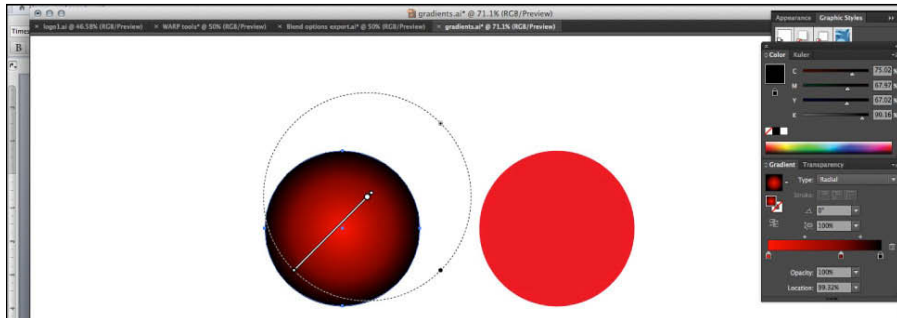 gradients.ai* @ 71.1% (RGB/Preview)
× logo1.ai @ 46.58% (RGB/Preview) × WARP tools* @ 50% (RGB/Preview) × Blend options export.ai* @ 50% (RGB/Preview) × gradients.ai* @ 71.1% (RGB/Preview)
Times
B
Appearance Graphic Styles
Color Kuler
C 75.02 %
M 67.97 %
Y 67.02 %
K 90.16 %
Gradient Transparency
Type: Radial
Stroke:
0°
100%
Opacity: 100%
Location: 99.32%